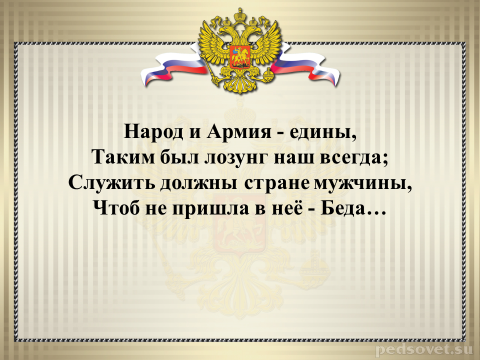 Народ и Армия - едины,
Таким был лозунг наш всегда;
Служить должны стране мужчины,
Чтоб не пришла в неё - Беда…
pedsovet.su